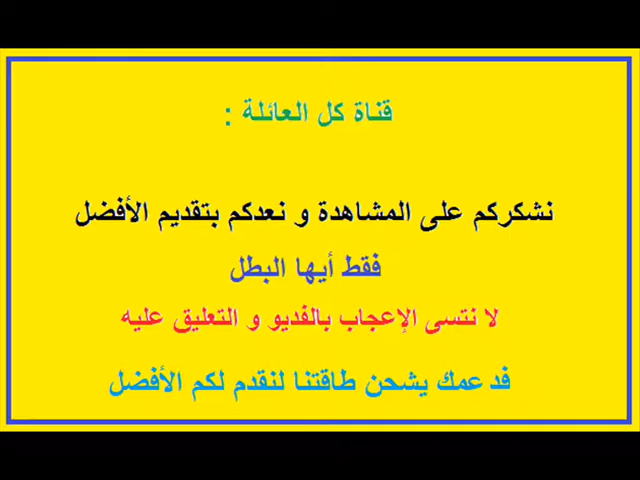 قناة كل العائلة :
نشكركم على المشاهدة و نعدكم بتقديم الأفضل
فقط أيها البطل
لا نتسى الإعجاب بالفديو و التعليق عليه
فدعمك يشحن طاقتنا لنقدم لكم الأفضل